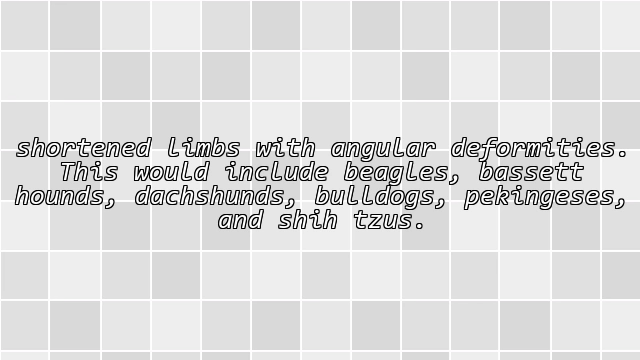 shortened limbs with angular deformities.
This would include beagles, bassett
hounds, dachshunds, bulldogs, pekingeses,
and shih tzus.